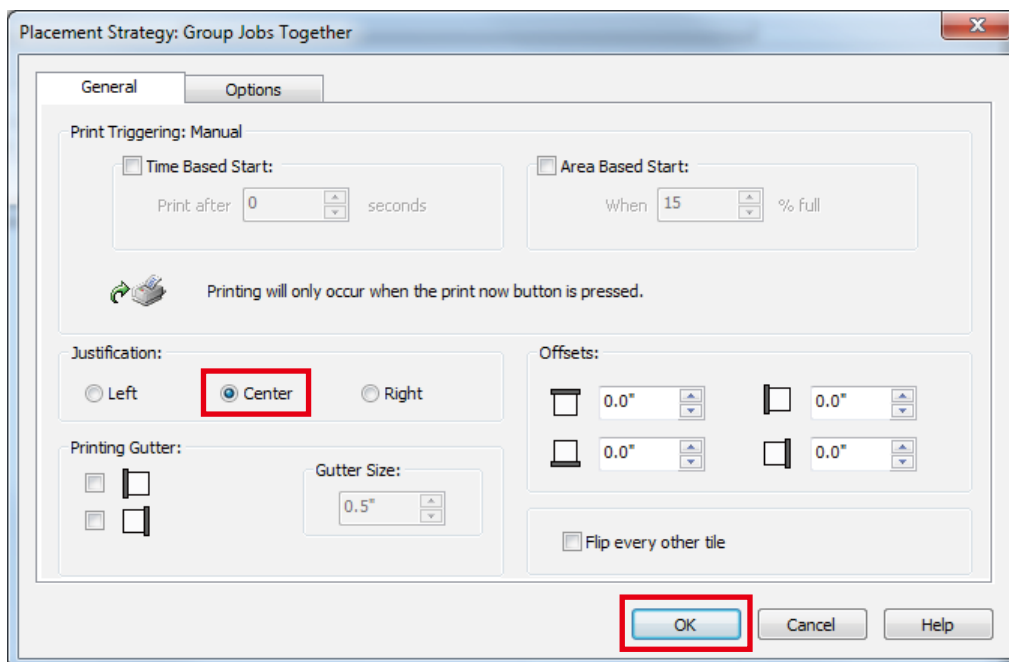 Placement Strategy: Group Jobs Together
General
Options
Print Triggering: Manual
Time Based Start:
Print after 0 seconds
Area Based Start:
When 15 % full
Printing will only occur when the print now button is pressed.
Justification:
Left
Center
Right
Offsets:
0.0"
0.0"
0.0"
0.0"
Printing Gutter:
Gutter Size:
0.5"
Flip every other tile
OK
Cancel
Help